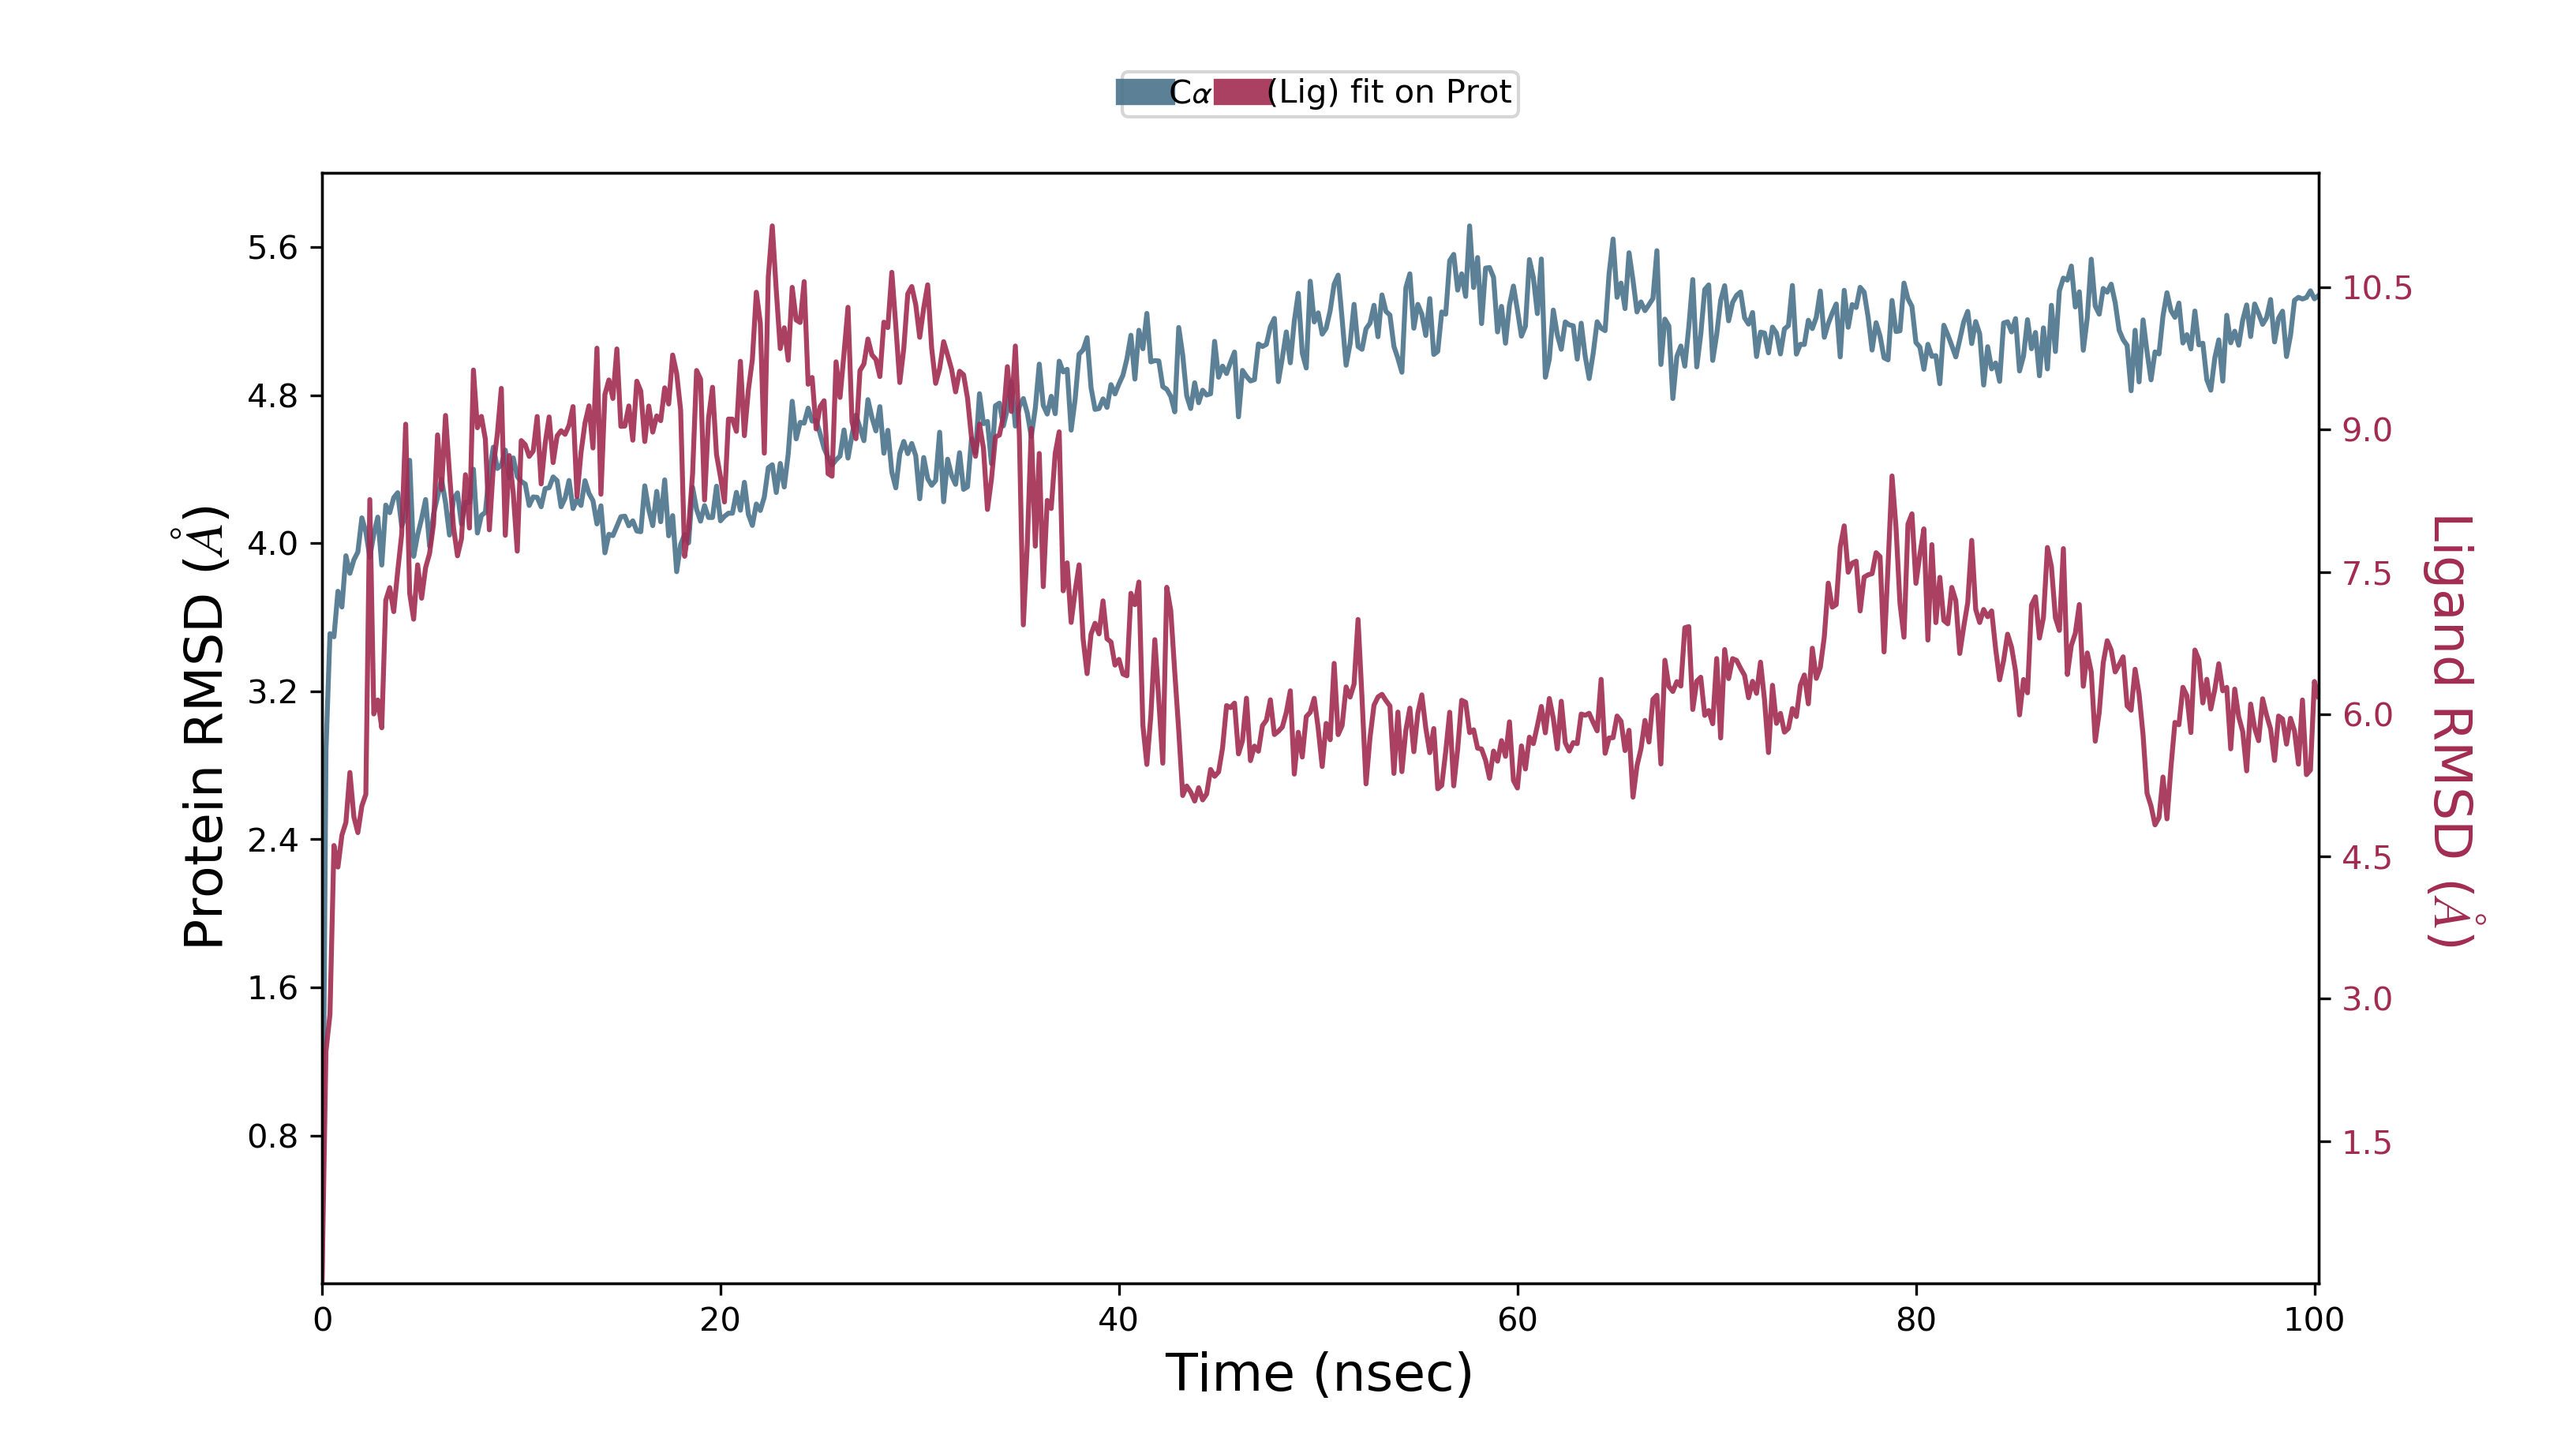 Cα (Lig) fit on Prot
Protein RMSD (Å)
5.6
4.8
4.0
3.2
2.4
1.6
0.8
10.5
9.0
7.5
6.0
4.5
3.0
1.5
Ligand RMSD (Å)
0 20 40 60 80 100
Time (nsec)